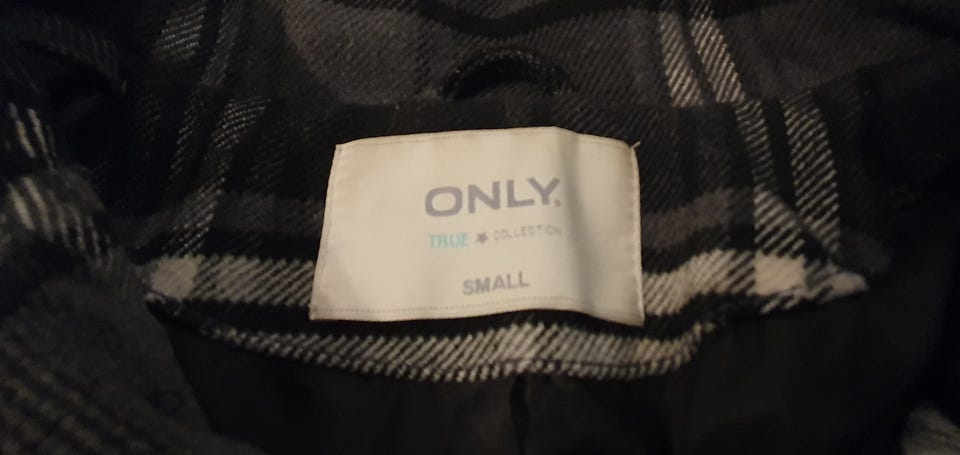 ONLY.
TRUE ★ COLLECTION
SMALL